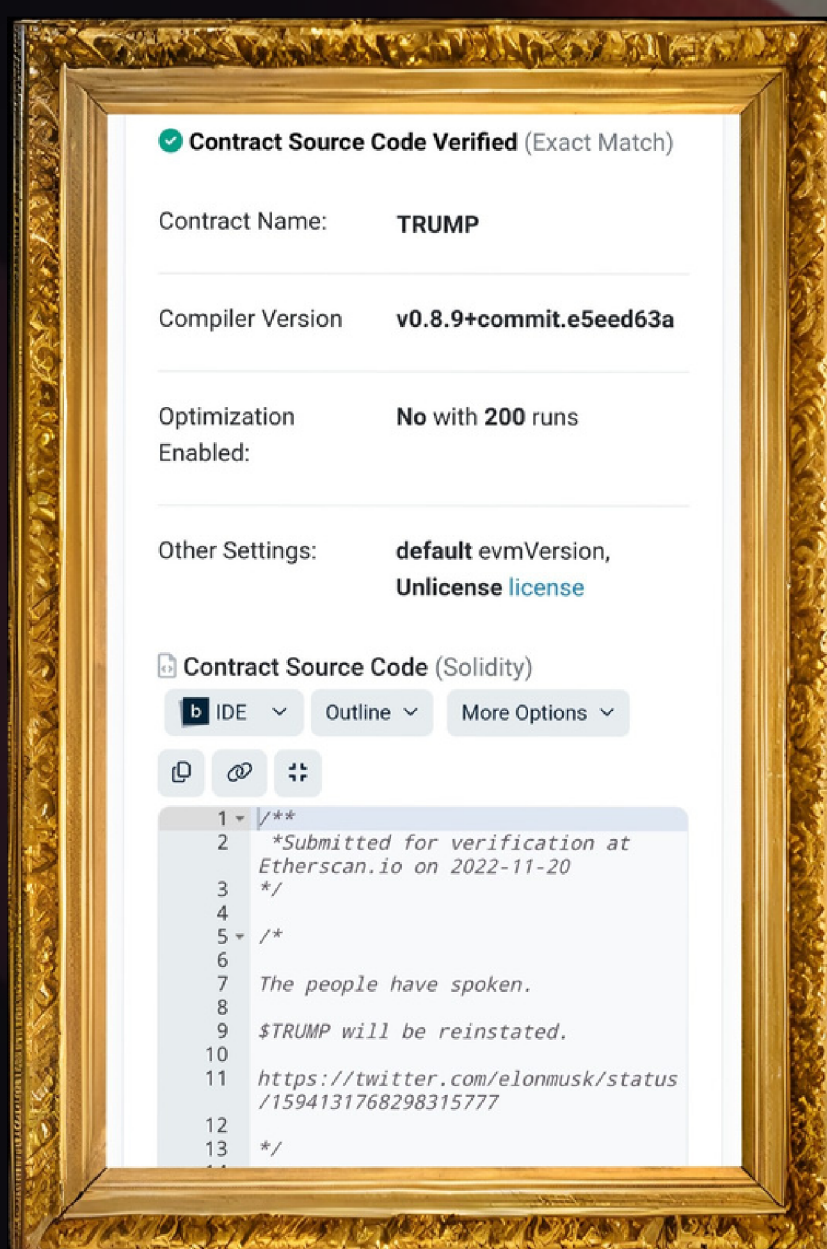 Contract Source Code Verified (Exact Match)
Contract Name: TRUMP
Compiler Version v0.8.9+commit.e5eed63a
Optimization Enabled: No with 200 runs
Other Settings: default evmVersion,
Unlicense license
Contract Source Code (Solidity)
b IDE Outline More Options
1 /**
2 *Submitted for verification at
Etherscan.io on 2022-11-20
3 */
4
5 /*
6
7 The people have spoken.
8
9 $TRUMP will be reinstated.
10
11 https://twitter.com/elonmusk/status
/1594131768298315777
12
13 */